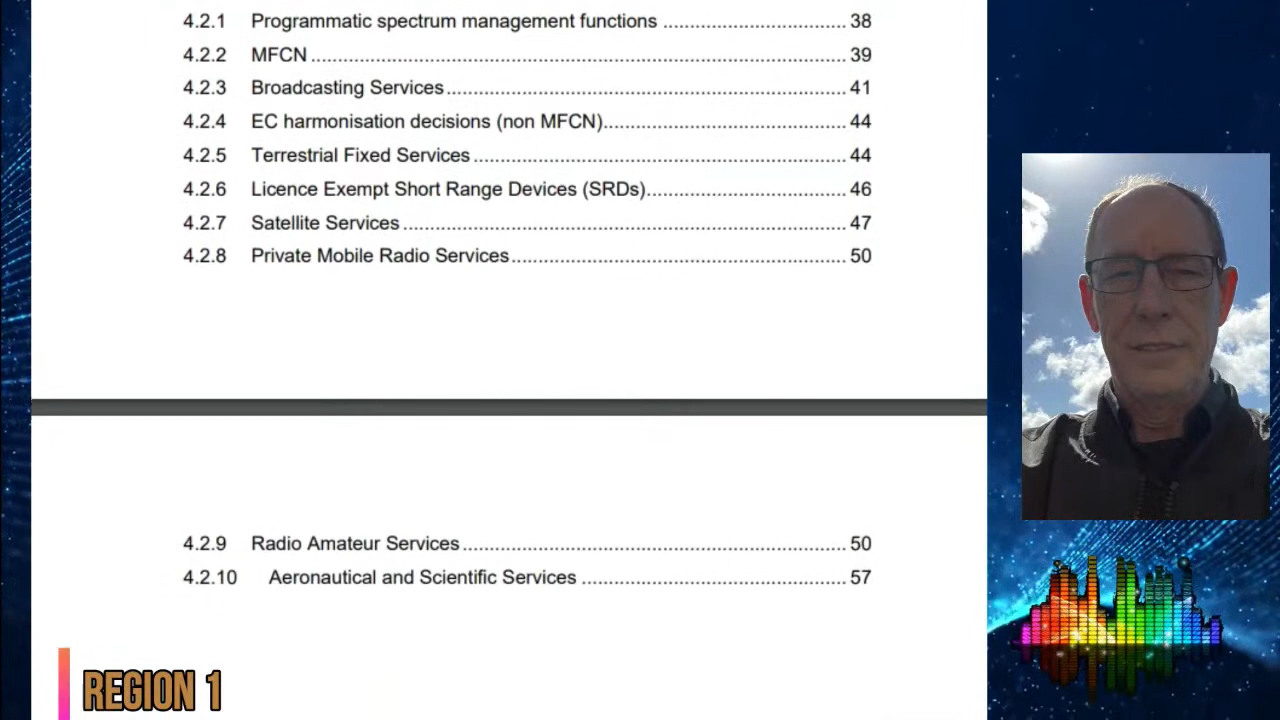 4.2.1 Programmatic spectrum management functions ................................... 38
4.2.2 MFCN ..................................................................................................... 39
4.2.3 Broadcasting Services ............................................................................ 41
4.2.4 EC harmonisation decisions (non MFCN) .............................................. 44
4.2.5 Terrestrial Fixed Services ....................................................................... 44
4.2.6 Licence Exempt Short Range Devices (SRDs) ...................................... 46
4.2.7 Satellite Services .................................................................................... 47
4.2.8 Private Mobile Radio Services ................................................................ 50
4.2.9 Radio Amateur Services ......................................................................... 50
4.2.10 Aeronautical and Scientific Services .................................................... 57
REGION 1